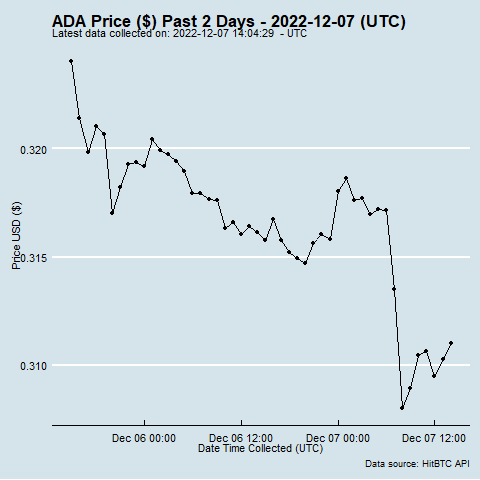 ADA Price ($) Past 2 Days - 2022-12-07 (UTC)
Latest data collected on: 2022-12-07 14:04:29 - UTC
0.320
0.315
0.310
Price USD ($)
Dec 06 00:00 Dec 06 12:00 Dec 07 00:00 Dec 07 12:00
Date Time Collected (UTC)
Data source: HitBTC API